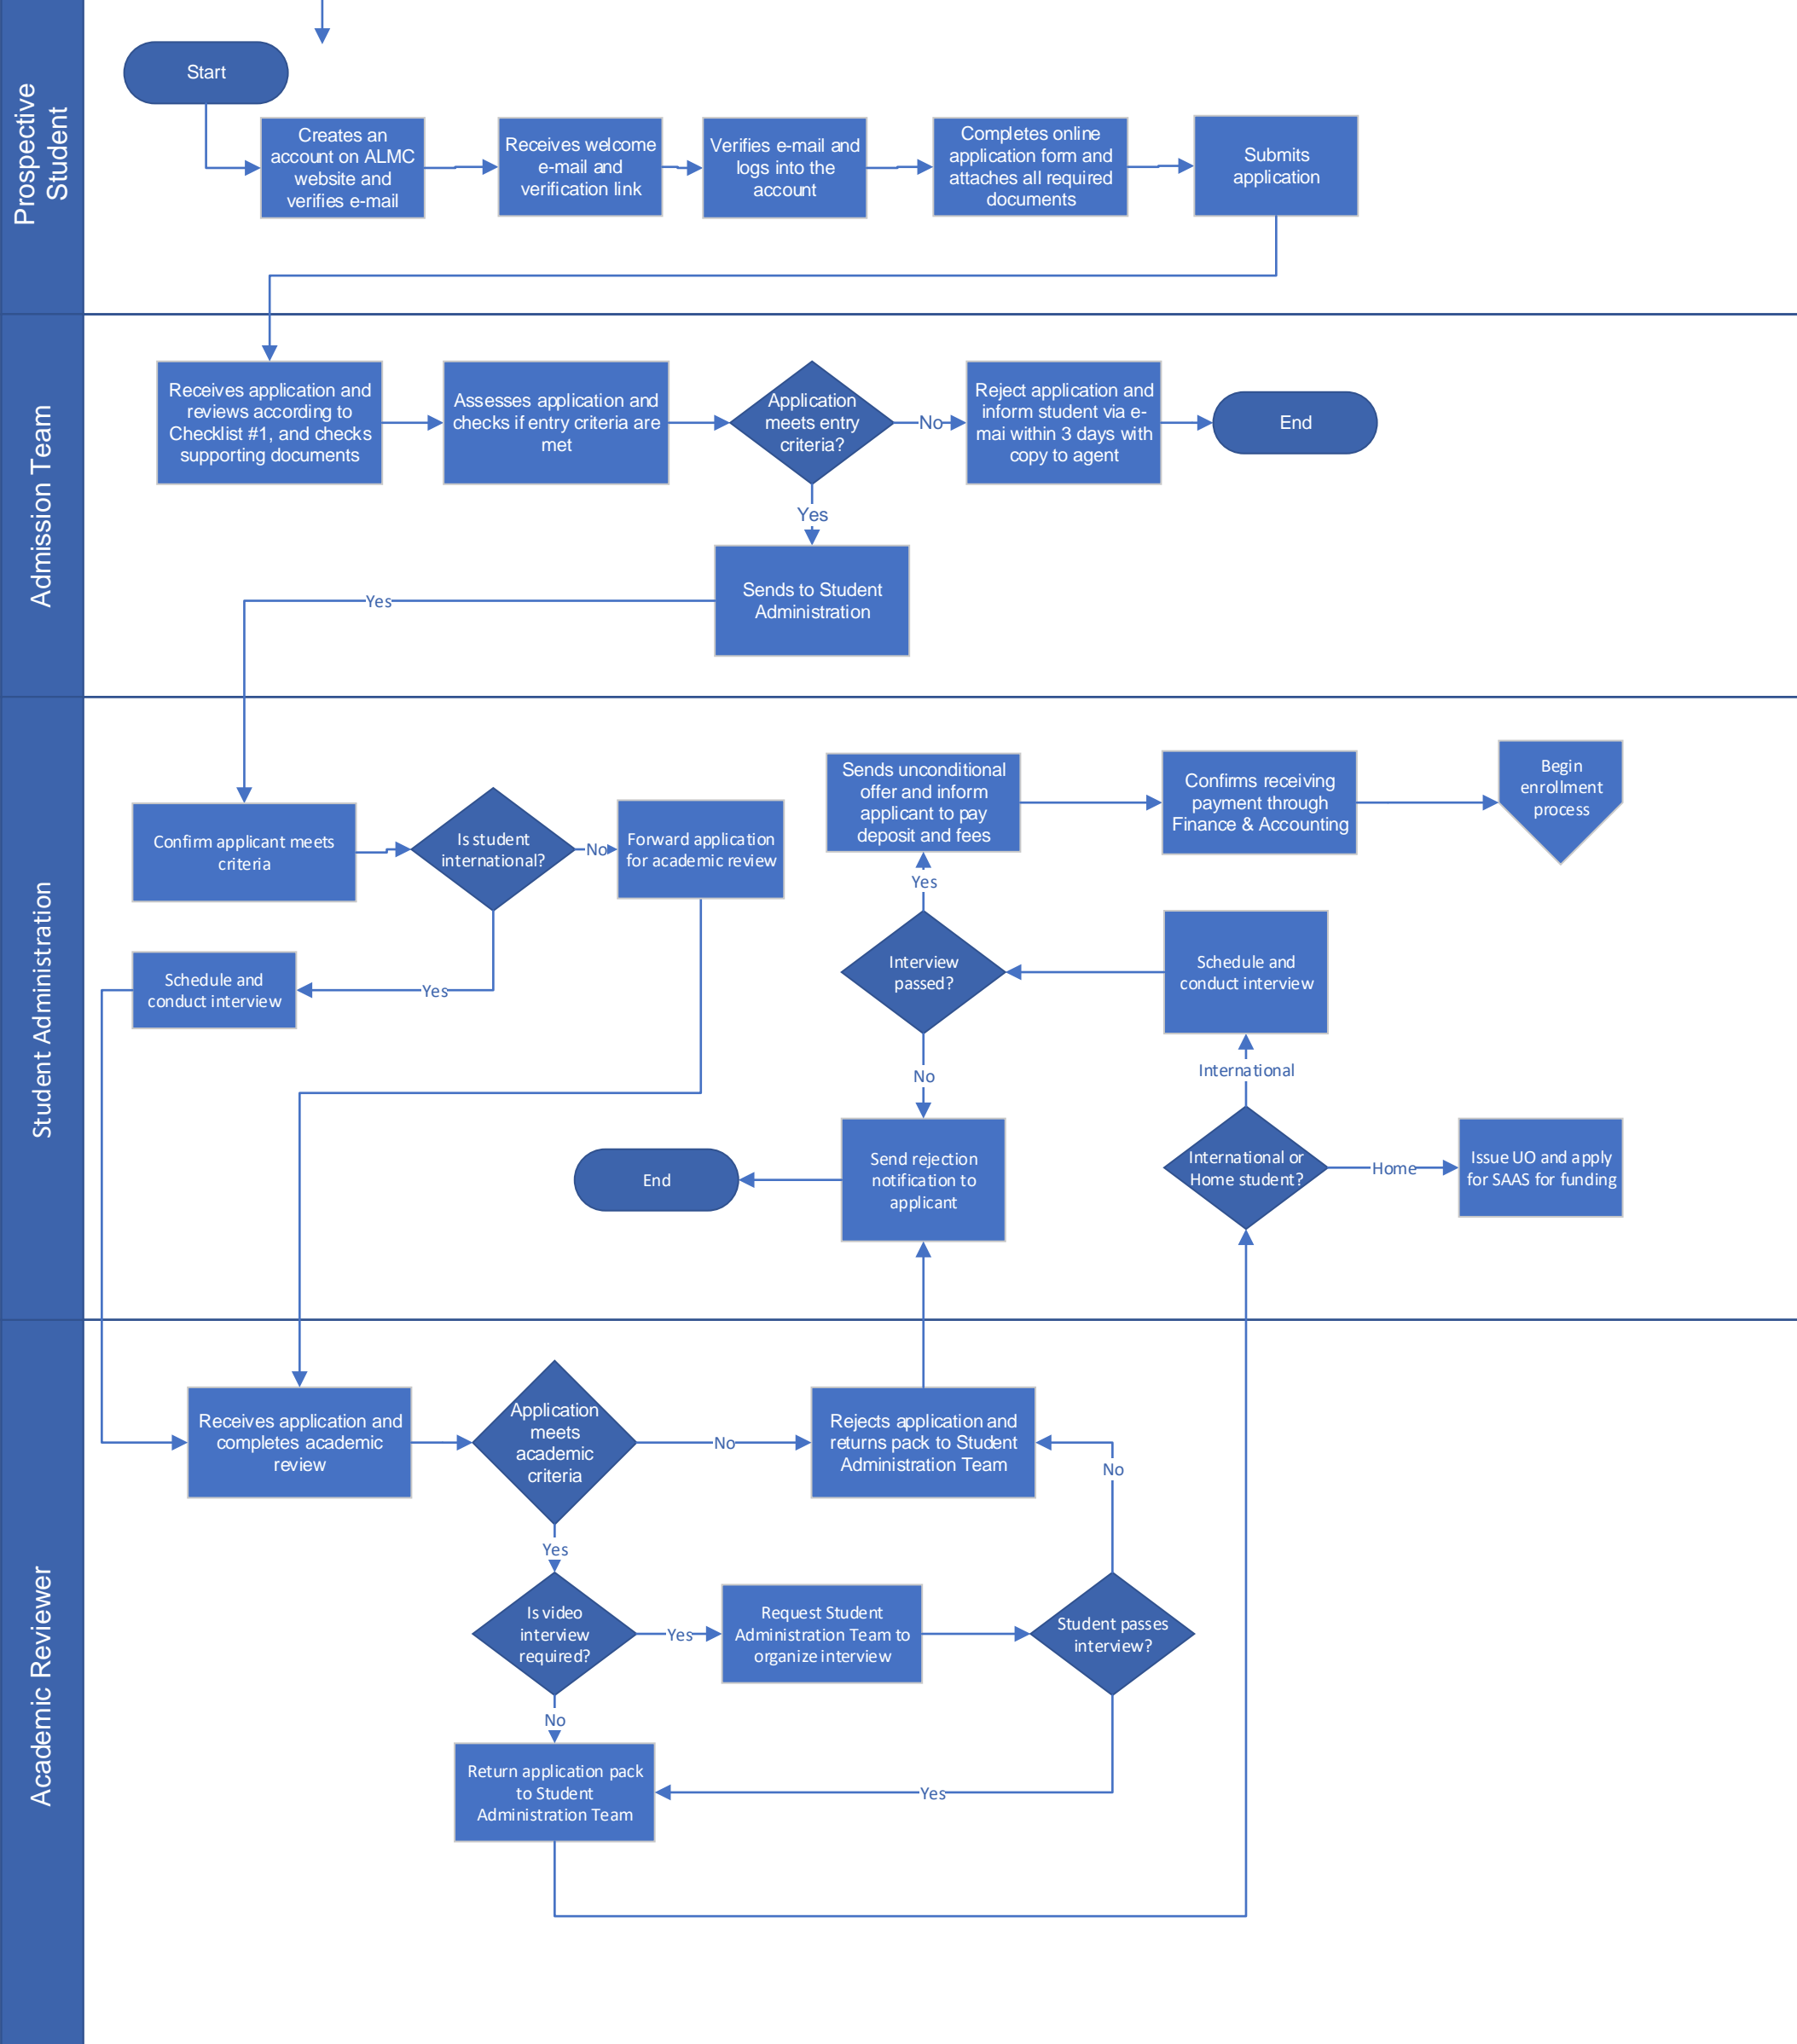 Prospective
Student
Start
Creates an
account on ALMC
website and
verifies e-mail
Receives welcome
e-mail and
verification link
Verifies e-mail and
logs into the
account
Completes online
application form and
attaches all required
documents
Submits
application
Admission Team
Receives application and
reviews according to
Checklist #1, and checks
supporting documents
Assesses application and
checks if entry criteria are
met
Application
meets entry
criteria?
No
Reject application and
inform student via e-
mai within 3 days with
copy to agent
End
Yes
Sends to Student
Administration
Yes
Student Administration
Confirm applicant meets
criteria
Is student
international?
No
Forward application
for academic review
Yes
Schedule and
conduct interview
Sends unconditional
offer and inform
applicant to pay
deposit and fees
Confirms receiving
payment through
Finance & Accounting
Begin
enrollment
process
Yes
Interview
passed?
Schedule and
conduct interview
No
International
Send rejection
notification to
applicant
End
International or
Home student?
Home
Issue UO and apply
for SAAS for funding
Academic Reviewer
Receives application and
completes academic
review
Application
meets
academic
criteria
No
Rejects application and
returns pack to Student
Administration Team
No
Yes
Is video
interview
required?
Yes
Request Student
Administration Team to
organize interview
Student passes
interview?
No
Return application pack
to Student
Administration Team
Yes